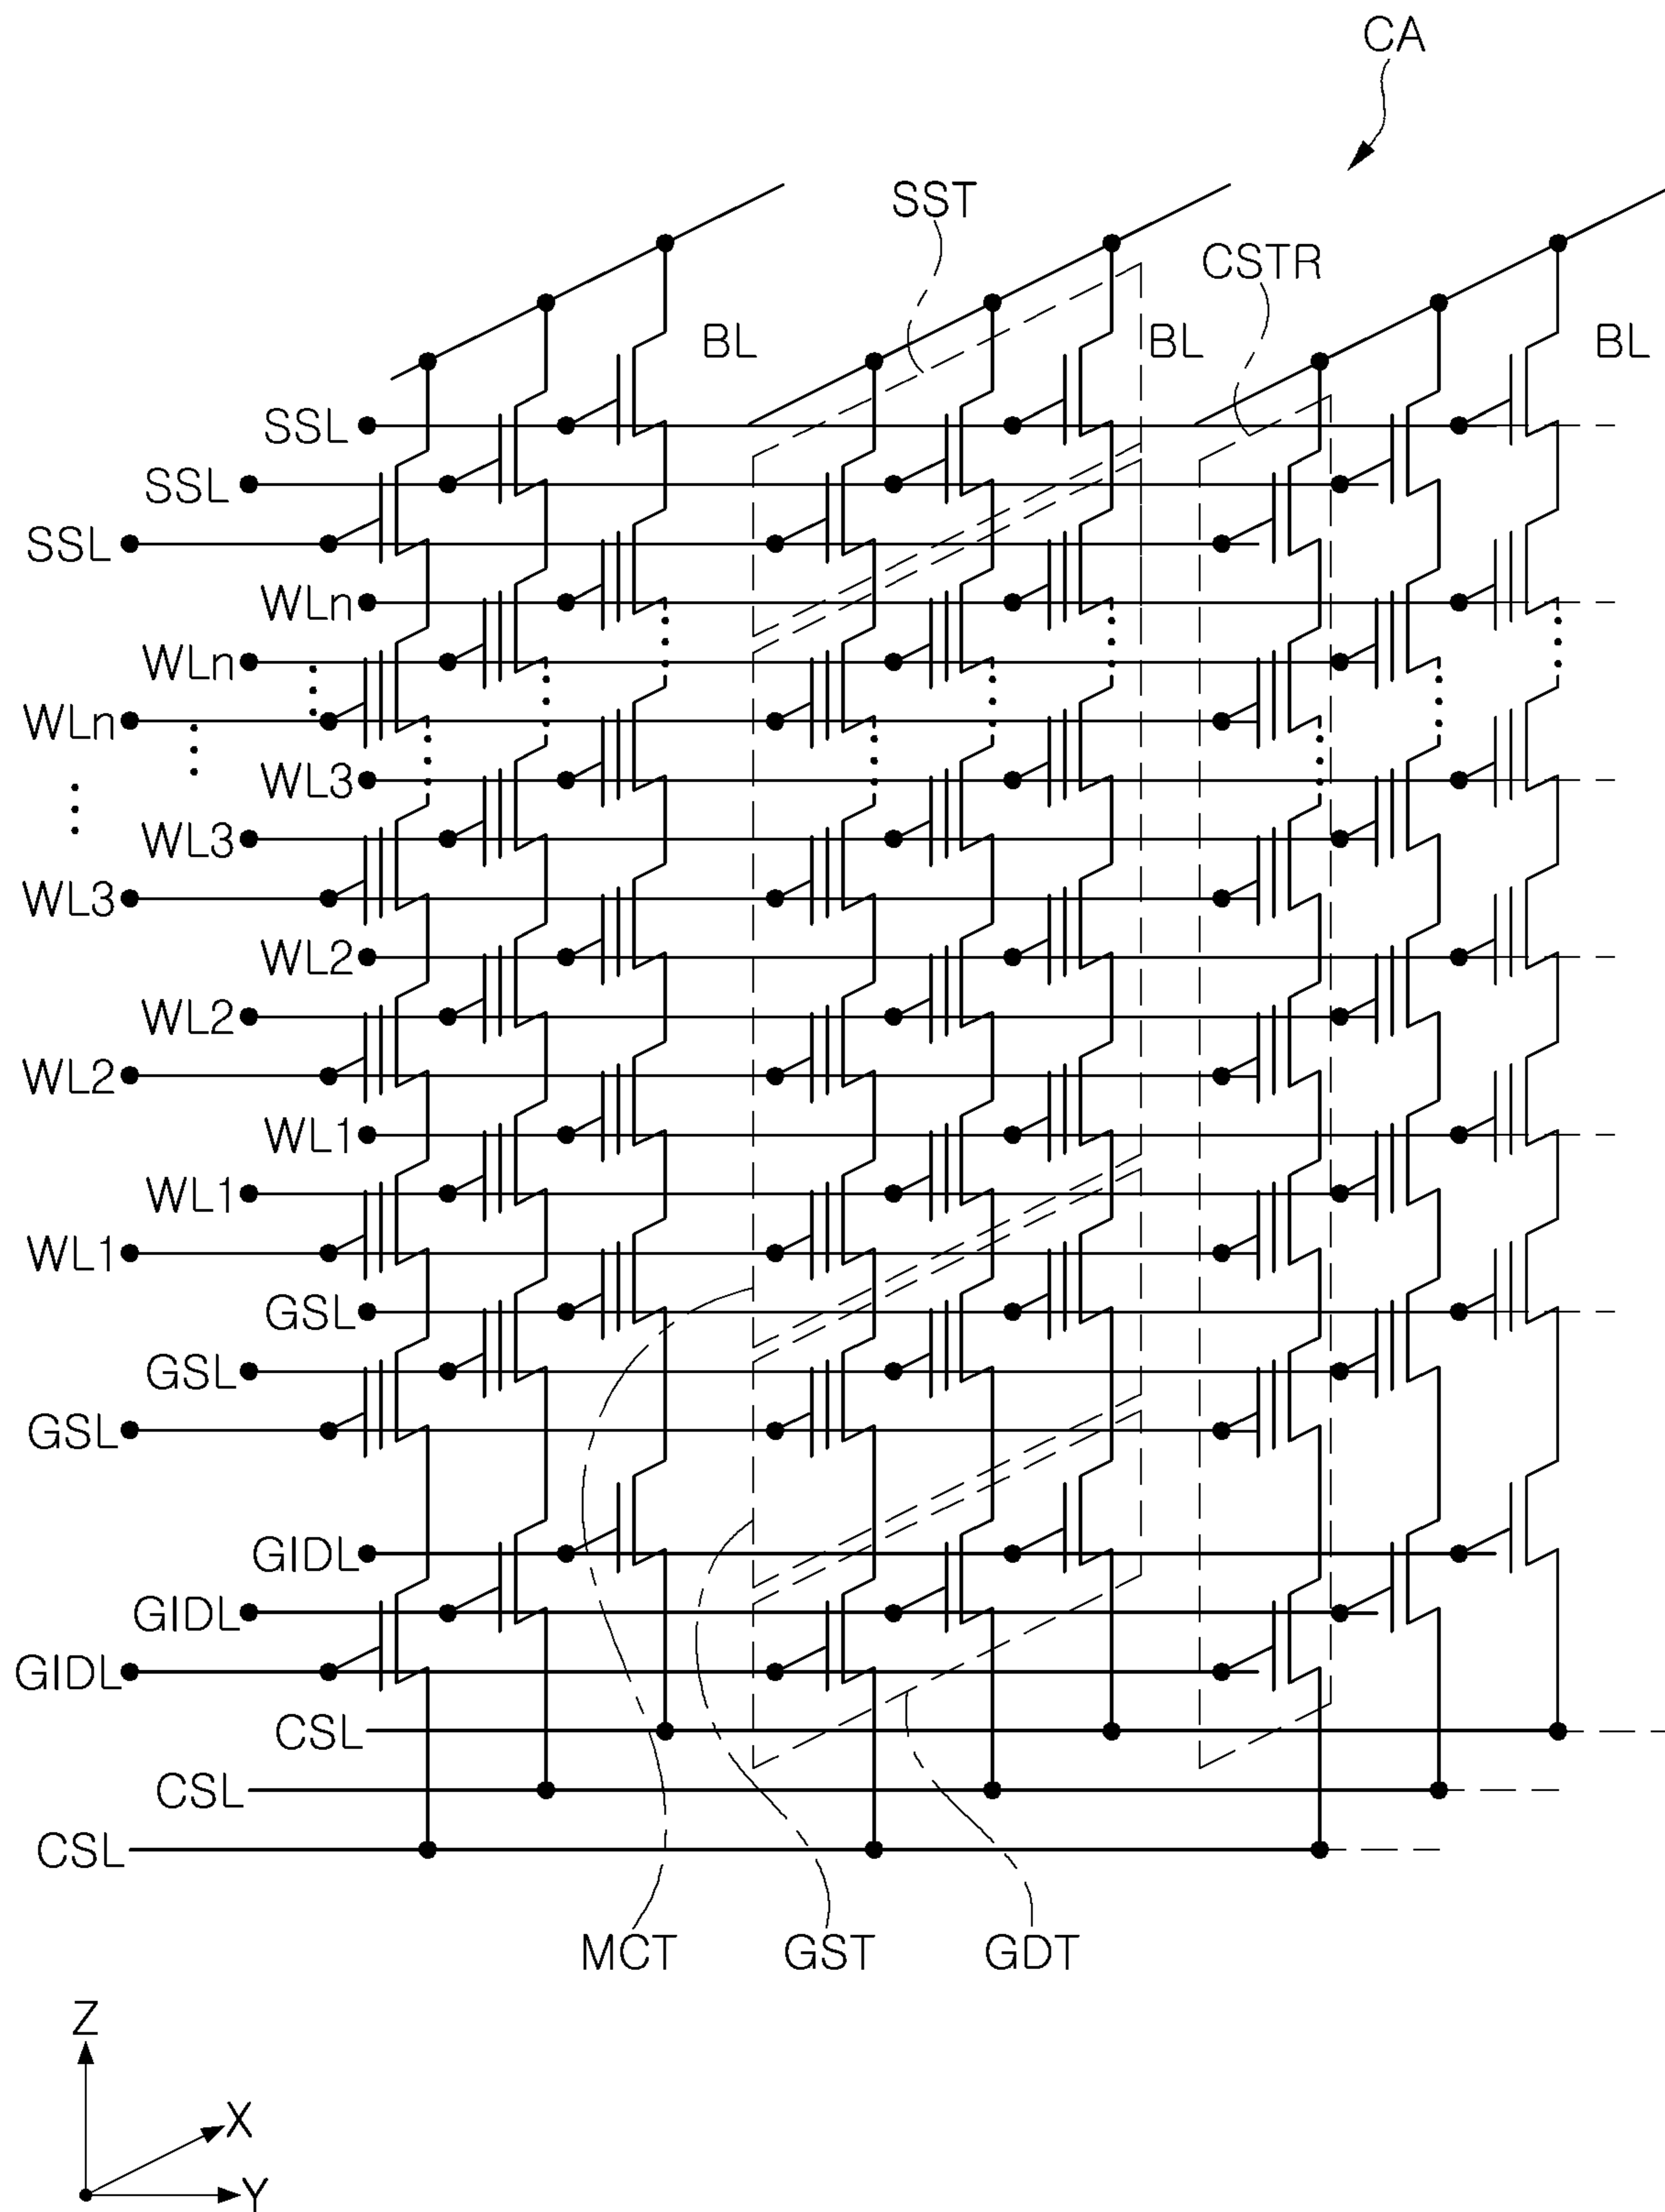 CA
SST
CSTR
BL
BL
BL
SSL
SSL
SSL
WLn
WLn
WLn
WL3
WL3
WL3
WL2
WL2
WL2
WL1
WL1
WL1
GSL
GSL
GSL
GIDL
GIDL
GIDL
CSL
CSL
CSL
MCT GST GDT
Z
X
Y